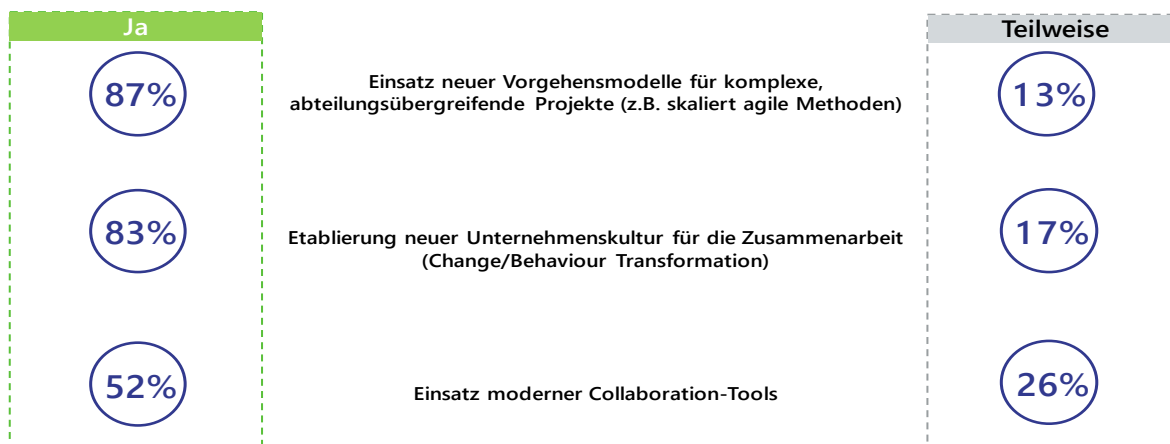 Ja
Teilweise
87%
Einsatz neuer Vorgehensmodelle für komplexe,
abteilungsübergreifende Projekte (z.B. skaliert agile Methoden)
13%
83%
Etablierung neuer Unternehmenskultur für die Zusammenarbeit
(Change/Behaviour Transformation)
17%
52%
Einsatz moderner Collaboration-Tools
26%